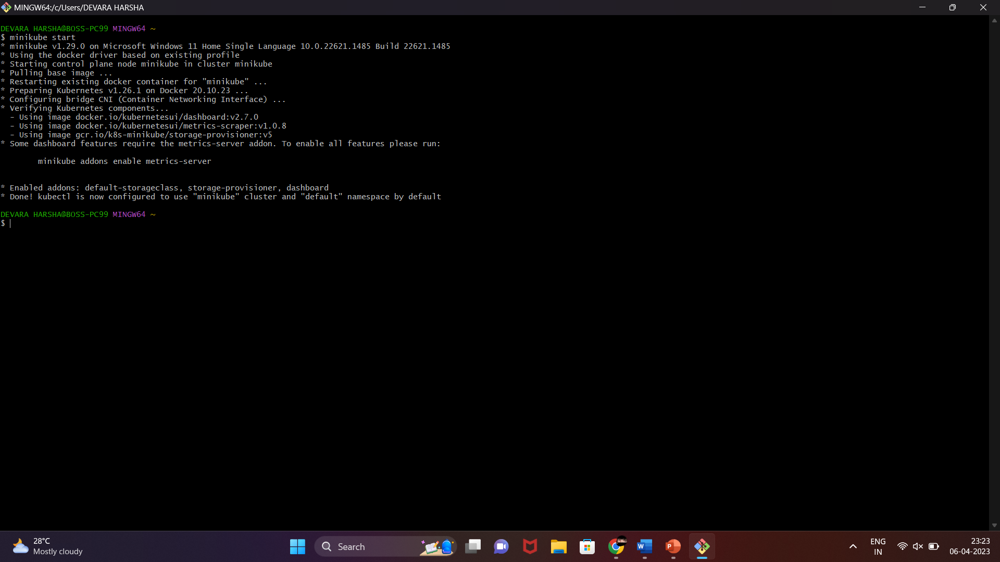 MINGW64:/c/Users/DEVARA HARSHA
DEVARA HARSHA@BOSS-PC99 MINGW64 ~
$ minikube start
* minikube v1.29.0 on Microsoft Windows 11 Home Single Language 10.0.22621.1485 Build 22621.1485
* Using the docker driver based on existing profile
* Starting control plane node minikube in cluster minikube
* Pulling base image ...
* Restarting existing docker container for "minikube" ...
* Preparing Kubernetes v1.26.1 on Docker 20.10.23 ...
* Configuring bridge CNI (Container Networking Interface) ...
* Verifying Kubernetes components...
  - Using image docker.io/kubernetesui/dashboard:v2.7.0
  - Using image docker.io/kubernetesui/metrics-scraper:v1.0.8
  - Using image gcr.io/k8s-minikube/storage-provisioner:v5
* Some dashboard features require the metrics-server addon. To enable all features please run:
        minikube addons enable metrics-server
* Enabled addons: default-storageclass, storage-provisioner, dashboard
* Done! kubectl is now configured to use "minikube" cluster and "default" namespace by default
DEVARA HARSHA@BOSS-PC99 MINGW64 ~
$
28°C
Mostly cloudy
Search
W
P
ENG
IN
23:23
06-04-2023